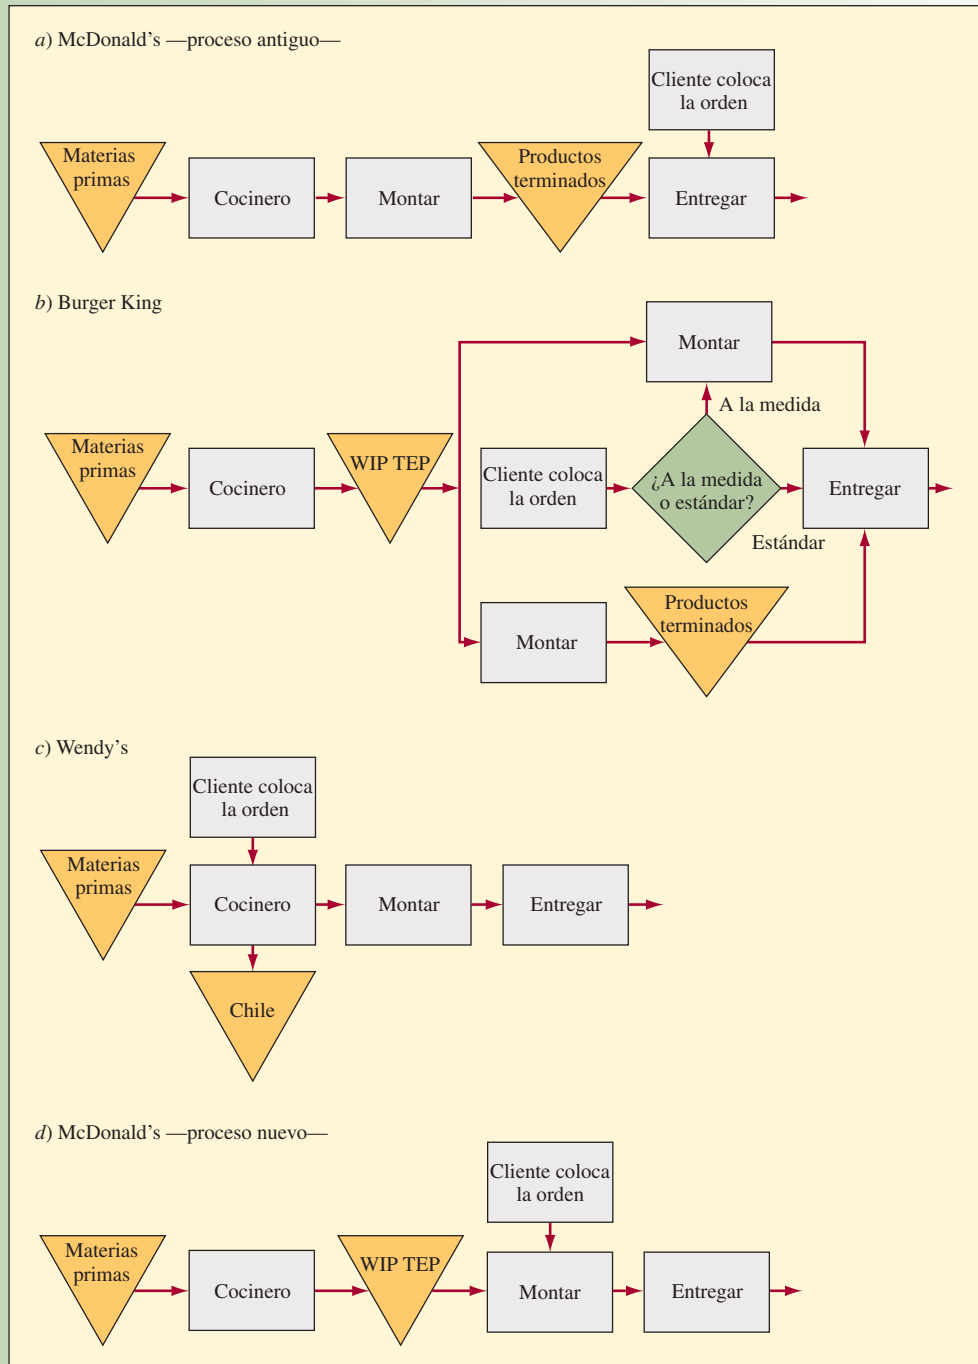 a) McDonald's —proceso antiguo—
Cliente coloca
la orden
Materias
primas
Cocinero
Montar
Productos
terminados
Entregar
b) Burger King
Montar
A la medida
Materias
primas
Cocinero
WIP TEP
Cliente coloca
la orden
¿A la medida
o estándar?
Entregar
Estándar
Montar
Productos
terminados
c) Wendy's
Cliente coloca
la orden
Materias
primas
Cocinero
Montar
Entregar
Chile
d) McDonald's —proceso nuevo—
Cliente coloca
la orden
Materias
primas
Cocinero
WIP TEP
Montar
Entregar